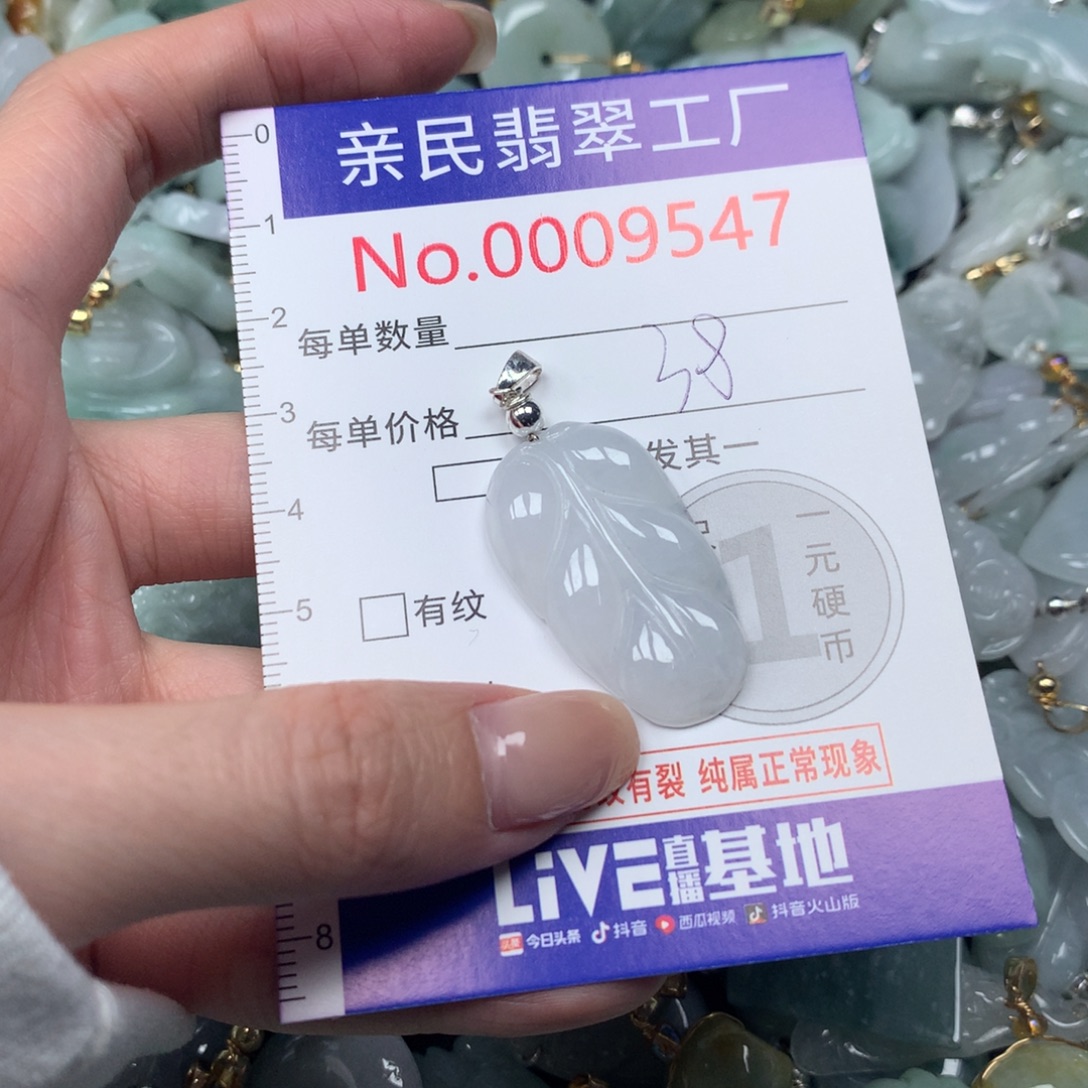 亲民翡翠工厂
No.0009547
每单数量
38
每单价格
发其一
有纹
1
一元硬币
有裂 纯属正常现象
LiVE直播基地
今日头条 抖音 西瓜视频 抖音火山版
0
1
2
3
4
5
8